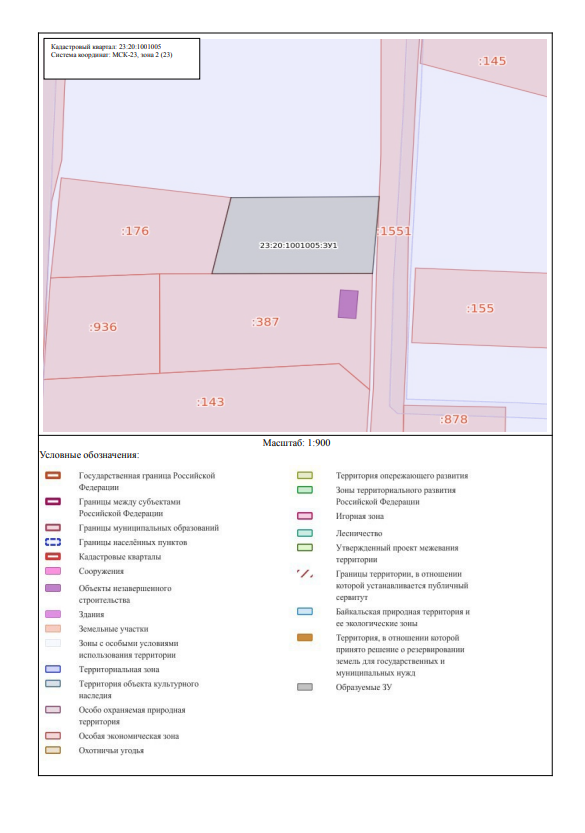 Кадастровый квартал: 23:20:1001005
Система координат: МСК-23, зона 2 (23)
:145
:176
:1551
23:20:1001005:ЗУ1
:155
:936
:387
:143
:878
Масштаб: 1:900
Условные обозначения:
Государственная граница Российской
Федерации
Границы между субъектами
Российской Федерации
Границы муниципальных образований
Границы населённых пунктов
Кадастровые кварталы
Сооружения
Объекты незавершенного
строительства
Здания
Земельные участки
Зоны с особыми условиями
использования территории
Территориальная зона
Территория объекта культурного
наследия
Особо охраняемая природная
территория
Особая экономическая зона
Охотничьи угодья
Территория опережающего развития
Зоны территориального развития
Российской Федерации
Игорная зона
Лесничество
Утвержденный проект межевания
территории
Границы территории, в отношении
которой устанавливается публичный
сервитут
Байкальская природная территория и
ее экологические зоны
Территория, в отношении которой
принято решение о резервировании
земель для государственных и
муниципальных нужд
Образуемые ЗУ